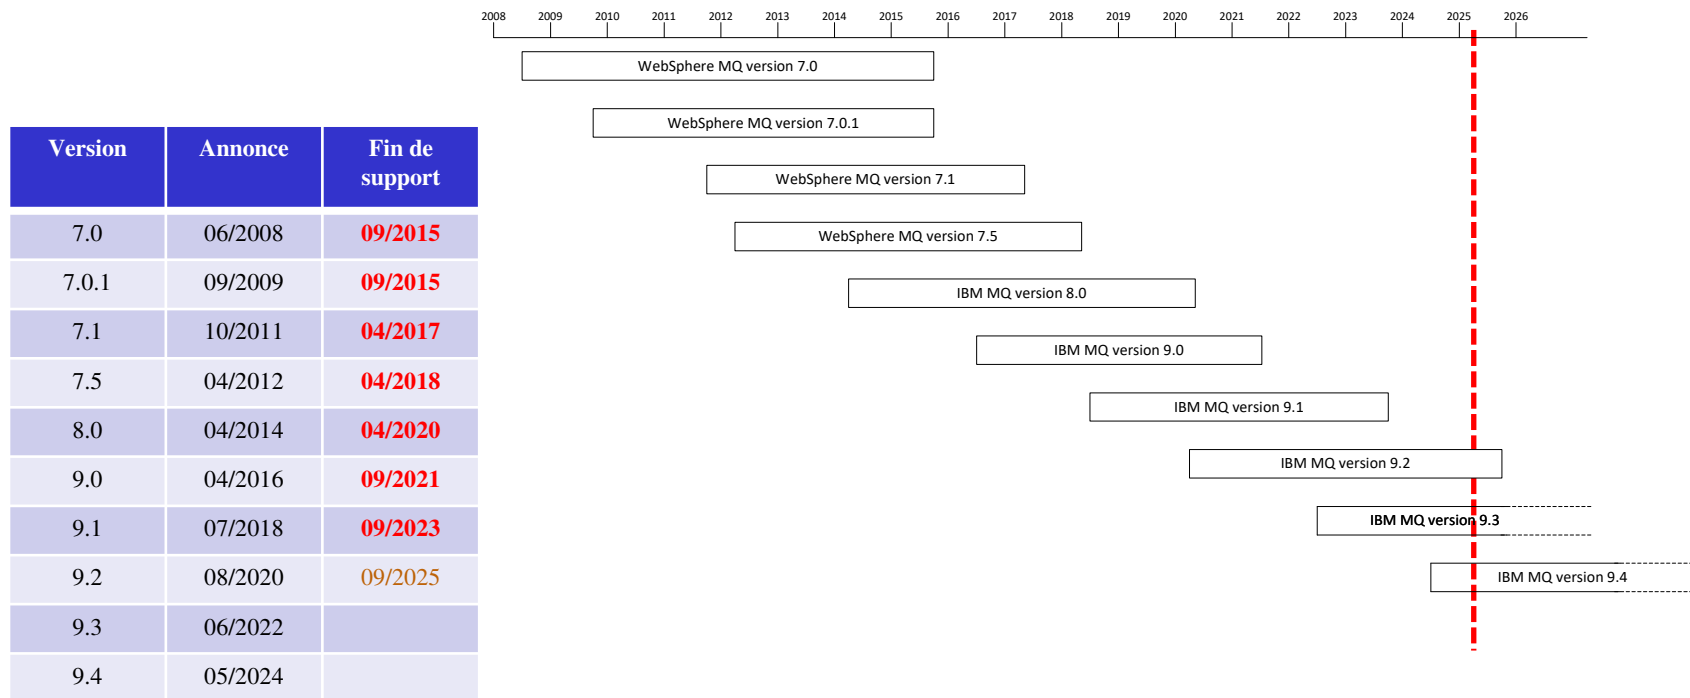 2008 2009 2010 2011 2012 2013 2014 2015 2016 2017 2018 2019 2020 2021 2022 2023 2024 2025 2026
WebSphere MQ version 7.0
WebSphere MQ version 7.0.1
WebSphere MQ version 7.1
WebSphere MQ version 7.5
IBM MQ version 8.0
IBM MQ version 9.0
IBM MQ version 9.1
IBM MQ version 9.2
IBM MQ version 9.3
IBM MQ version 9.4
Version Annonce Fin de
support
7.0 06/2008 09/2015
7.0.1 09/2009 09/2015
7.1 10/2011 04/2017
7.5 04/2012 04/2018
8.0 04/2014 04/2020
9.0 04/2016 09/2021
9.1 07/2018 09/2023
9.2 08/2020 09/2025
9.3 06/2022
9.4 05/2024